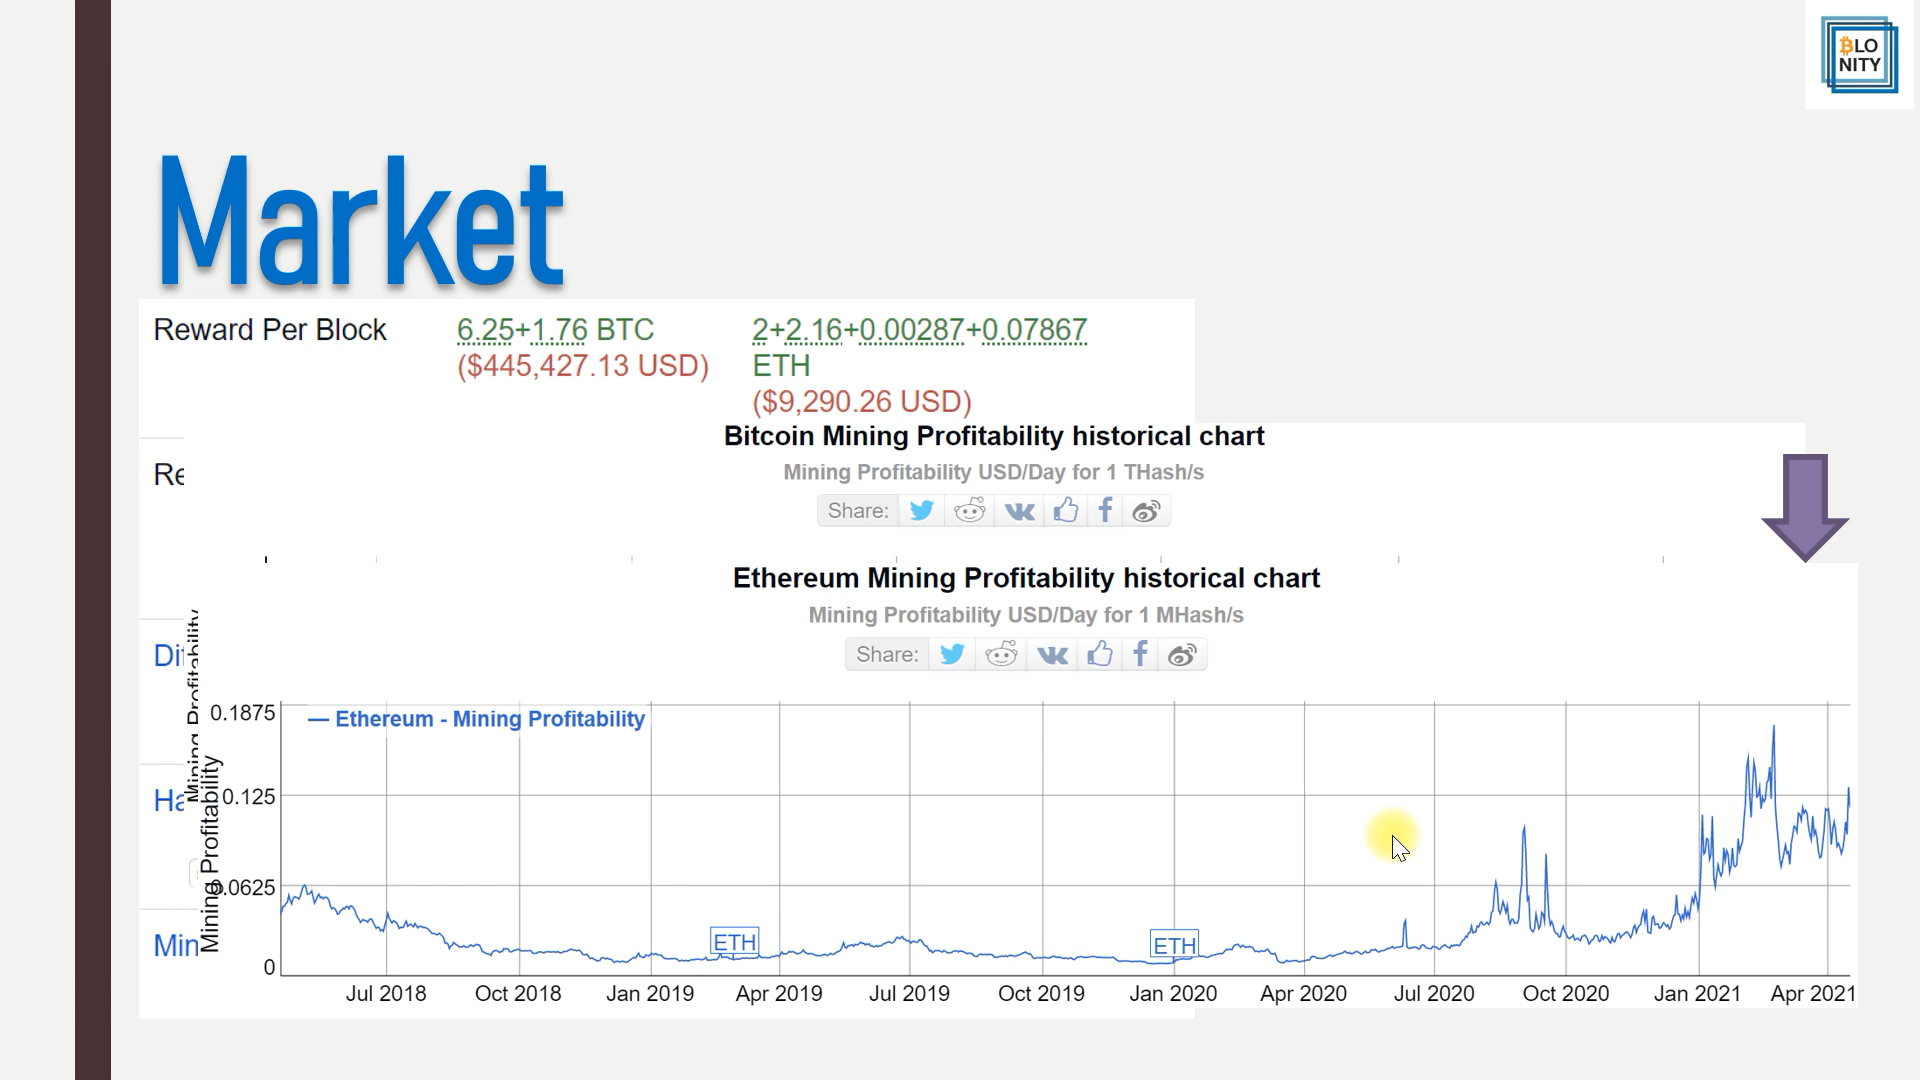 ₿LO
NITY
Market
Reward Per Block
6.25+1.76 BTC
($445,427.13 USD)
2+2.16+0.00287+0.07867
ETH
($9,290.26 USD)
Bitcoin Mining Profitability historical chart
Mining Profitability USD/Day for 1 THash/s
Share:
Re
Ethereum Mining Profitability historical chart
Mining Profitability USD/Day for 1 MHash/s
Share:
Mining Profitability
Ha
Min
Mining Profitability
0.1875
0.125
0.0625
0
Ethereum - Mining Profitability
ETH
ETH
Jul 2018 Oct 2018 Jan 2019 Apr 2019 Jul 2019 Oct 2019 Jan 2020 Apr 2020 Jul 2020 Oct 2020 Jan 2021 Apr 2021